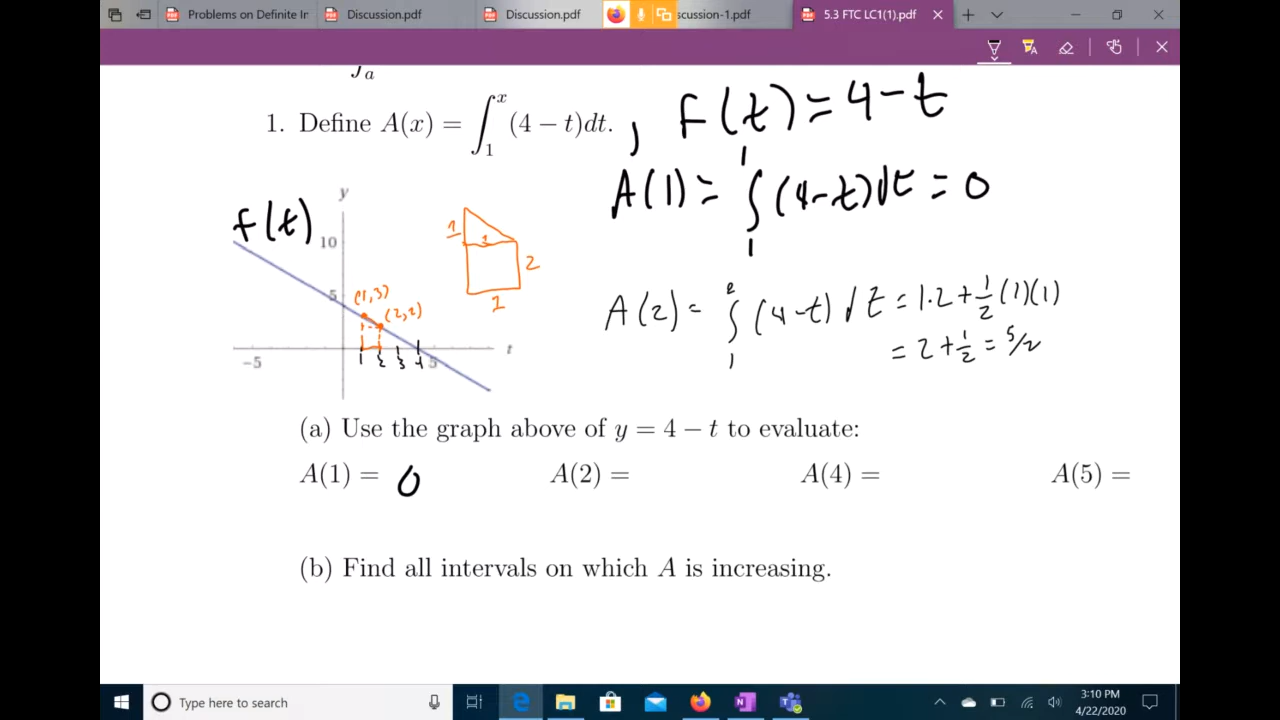 Problems on Definite In
Discussion.pdf
Discussion.pdf
scussion-1.pdf
5.3 FTC LC1(1).pdf
a
1. Define A(x) = ∫₁ˣ (4 − t)dt. , f(t) = 4-t
A(1) = ∫₁¹ (4-t)dt = 0
y
f(t)
10
5
-5
5
t
(1,3)
(2,2)
1 2 3 4
1
1
2
1
A(2) = ∫₁² (4-t) dt = 1·2 + 1/2 (1)(1)
= 2 + 1/2 = 5/2
(a) Use the graph above of y = 4 − t to evaluate:
A(1) = 0 A(2) = A(4) = A(5) =
(b) Find all intervals on which A is increasing.
Type here to search
3:10 PM
4/22/2020